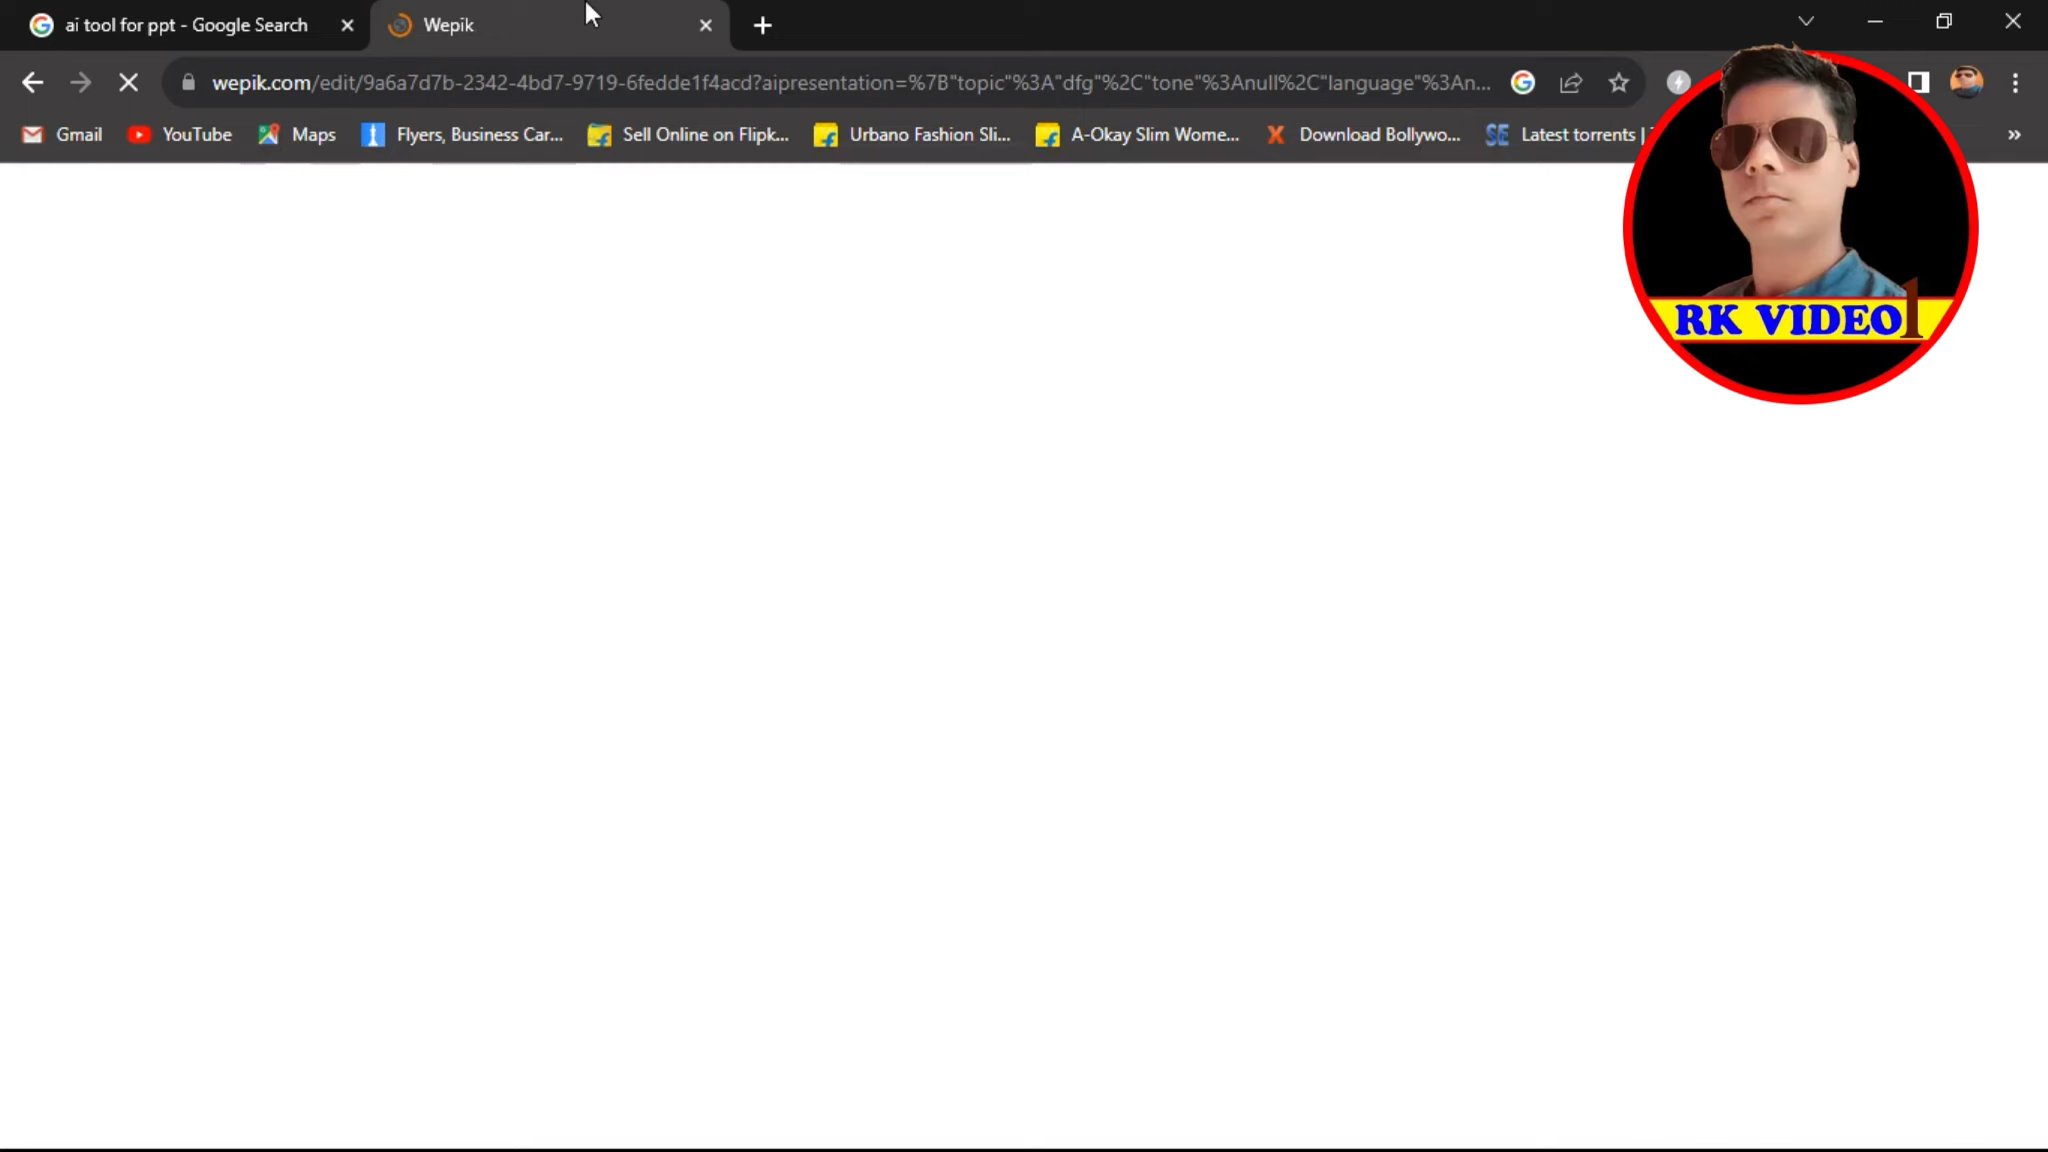 ai tool for ppt - Google Search
Wepik
wepik.com/edit/9a6a7d7b-2342-4bd7-9719-6fedde1f4acd?aipresentation=%7B"topic"%3A"dfg"%2C"tone"%3Anull%2C"language"%3An...
Gmail
YouTube
Maps
Flyers, Business Car...
Sell Online on Flipk...
Urbano Fashion Sli...
A-Okay Slim Wome...
X Download Bollywo...
SE Latest torrents |
»
RK VIDEO1